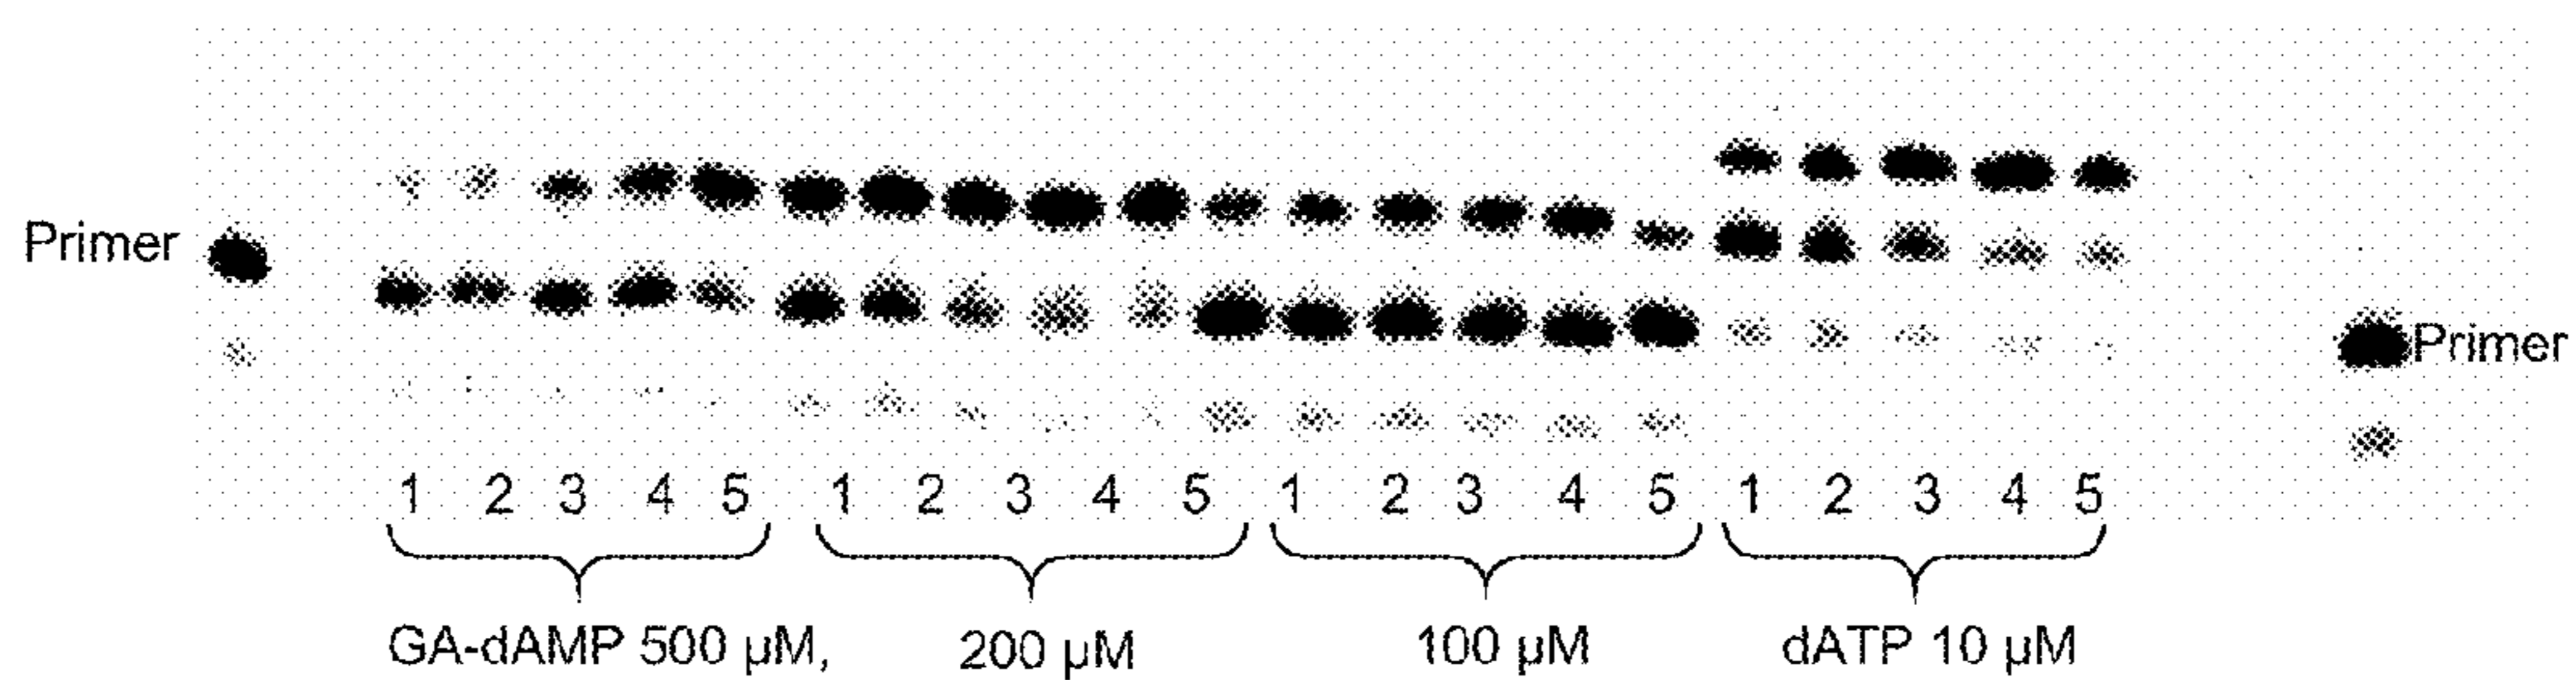 Primer
Primer
1 2 3 4 5 1 2 3 4 5 1 2 3 4 5 1 2 3 4 5
GA-dAMP 500 µM, 200 µM 100 µM dATP 10 µM